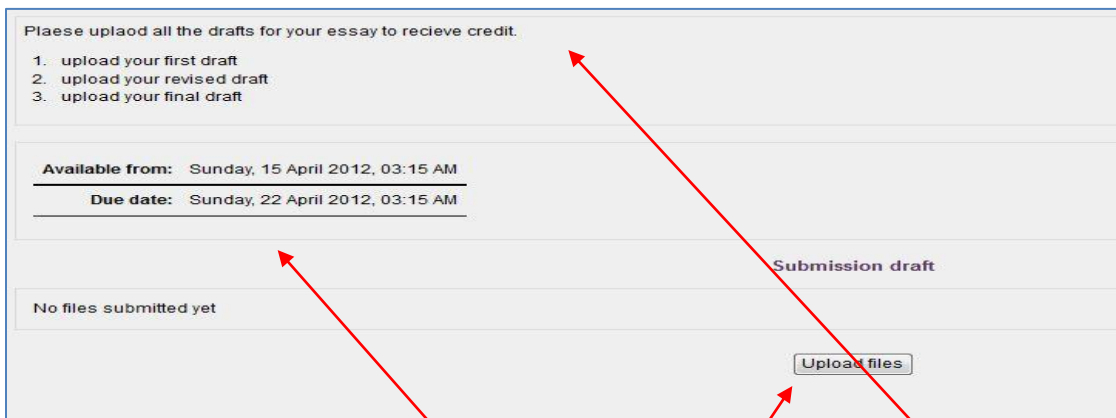 Plaese uplaod all the drafts for your essay to recieve credit.
1. upload your first draft
2. upload your revised draft
3. upload your final draft
Available from: Sunday, 15 April 2012, 03:15 AM
Due date: Sunday, 22 April 2012, 03:15 AM
Submission draft
No files submitted yet
Upload files